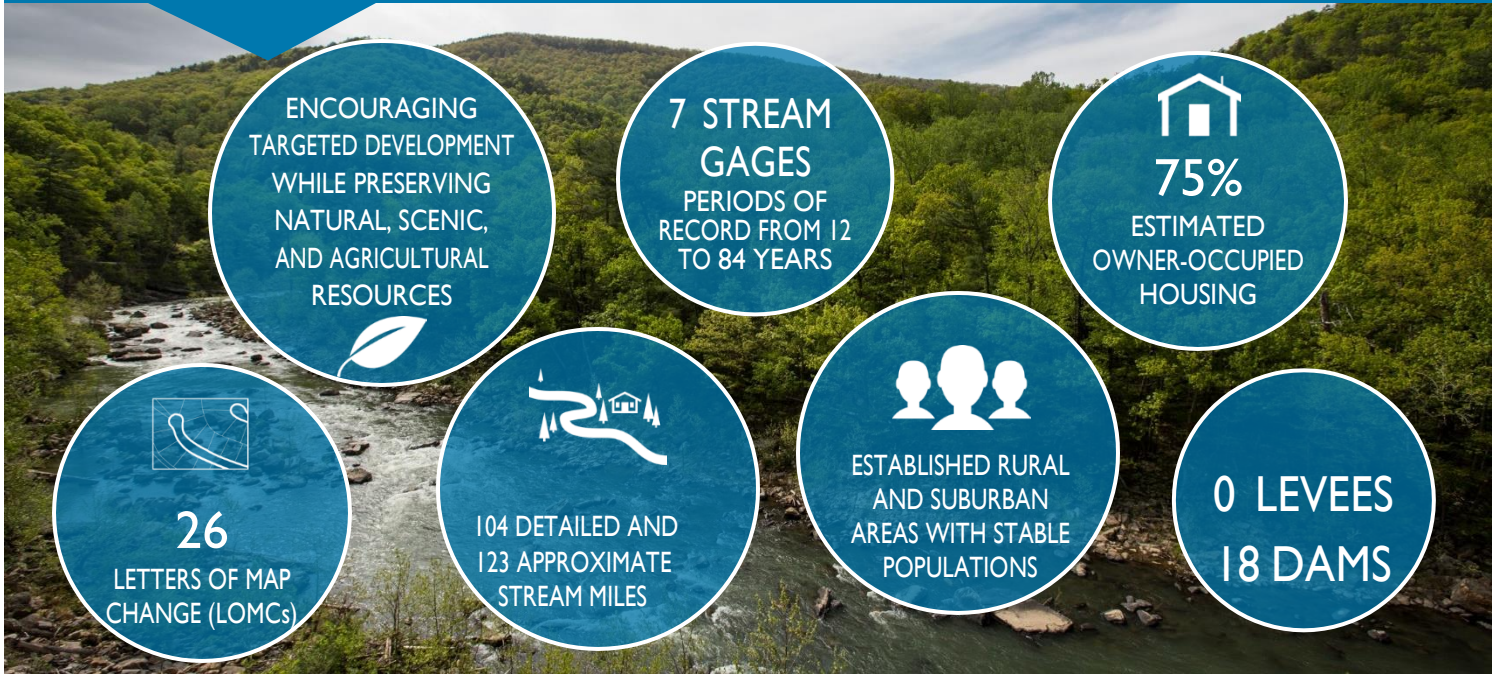 ENCOURAGING
TARGETED DEVELOPMENT
WHILE PRESERVING
NATURAL, SCENIC,
AND AGRICULTURAL
RESOURCES
7 STREAM
GAGES
PERIODS OF
RECORD FROM 12
TO 84 YEARS
75%
ESTIMATED
OWNER-OCCUPIED
HOUSING
26
LETTERS OF MAP
CHANGE (LOMCs)
104 DETAILED AND
123 APPROXIMATE
STREAM MILES
ESTABLISHED RURAL
AND SUBURBAN
AREAS WITH STABLE
POPULATIONS
0 LEVEES
18 DAMS